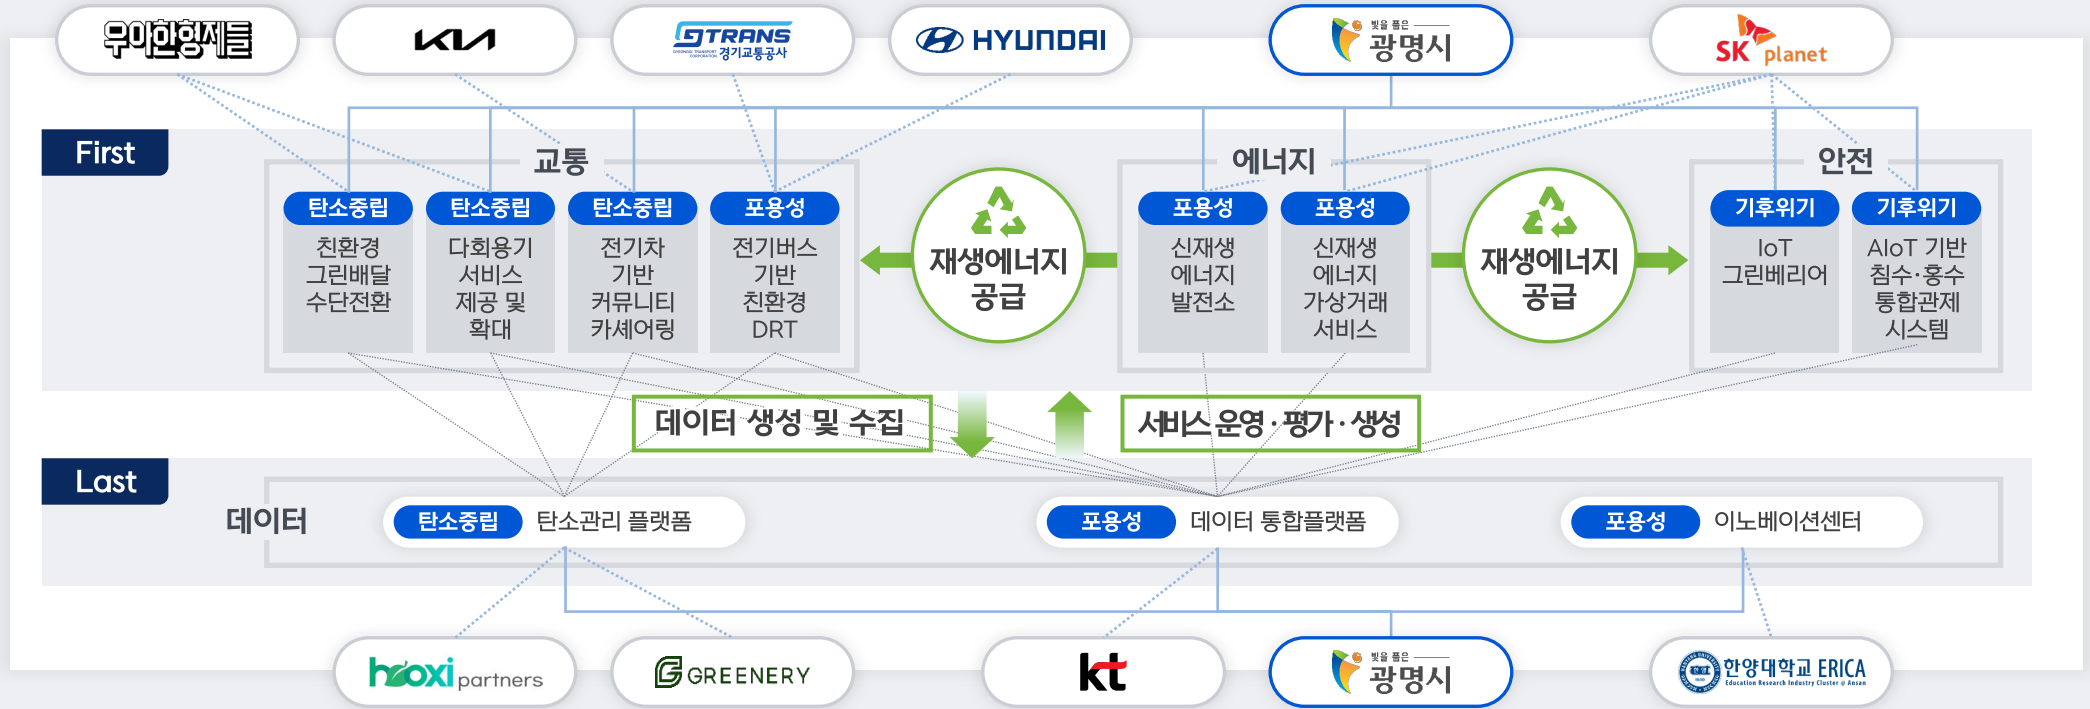 우아한형제들
KIA
GTRANS
GYEONGGI TRANSPORT CORPORATION 경기교통공사
HYUNDAI
빛을 품은
광명시
SK planet
First
교통
에너지
안전
탄소중립
친환경
그린배달
수단전환
탄소중립
다회용기
서비스
제공 및
확대
탄소중립
전기차
기반
커뮤니티
카셰어링
포용성
전기버스
기반
친환경
DRT
재생에너지
공급
포용성
신재생
에너지
발전소
포용성
신재생
에너지
가상거래
서비스
재생에너지
공급
기후위기
IoT
그린베리어
기후위기
AIoT 기반
침수·홍수
통합관제
시스템
데이터 생성 및 수집
서비스 운영·평가·생성
Last
데이터
탄소중립 탄소관리 플랫폼
포용성 데이터 통합플랫폼
포용성 이노베이션센터
hooxi partners
GREENERY
kt
빛을 품은
광명시
한양대학교 ERICA
Education Research Industry Cluster @ Ansan